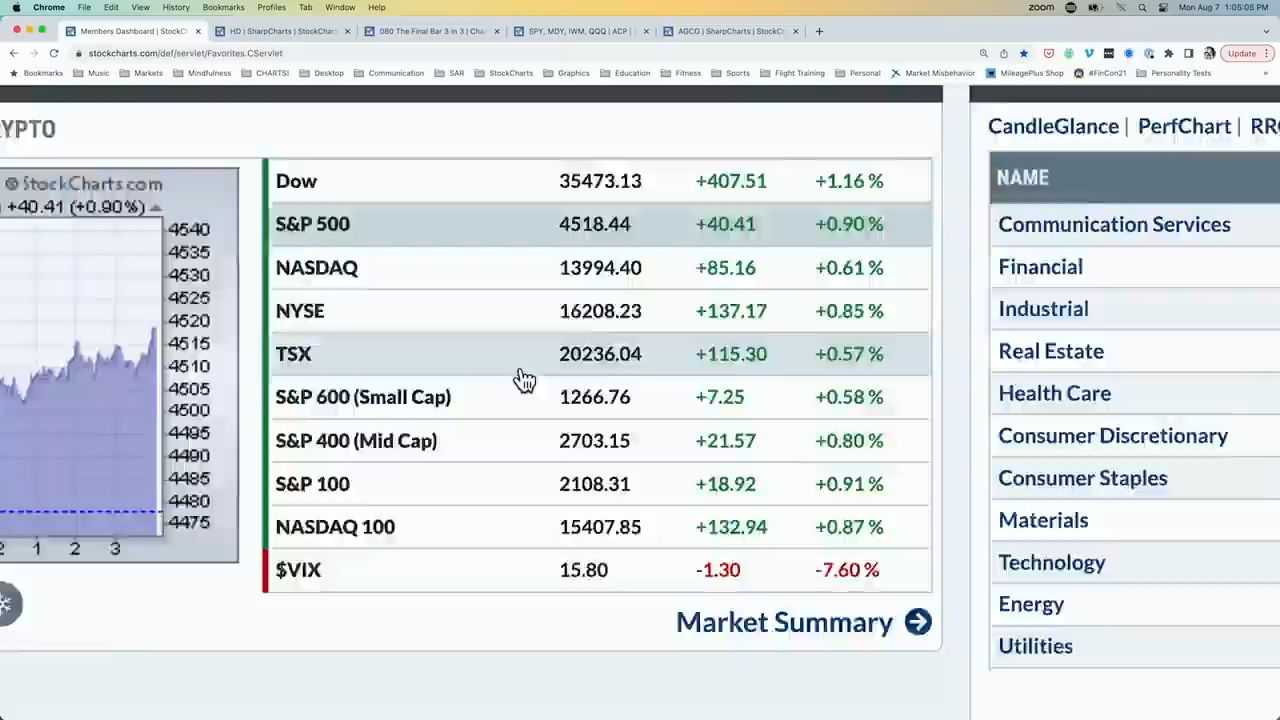 Chrome File Edit View History Bookmarks Profiles Tab Window Help zoom Mon Aug 7 1:05:05 PM
Members Dashboard | StockC HD | SharpCharts | StockChart 080 The Final Bar 3 in 3 | Cha SPY, MDY, IWM, QQQ | ACP | AGCO | SharpCharts | StockCha
stockcharts.com/def/servlet/Favorites.CServlet Update
Bookmarks Music Markets Mindfulness CHARTS! Desktop Communication SAR StockCharts Graphics Education Fitness Sports Flight Training Personal Market Misbehavior MileagePlus Shop #FinCon21 Personality Tests »
RYPTO
© StockCharts.com
+40.41 (+0.90%)
4540
4535
4530
4525
4520
4515
4510
4505
4500
4495
4490
4485
4480
4475
2 1 2 3
Dow 35473.13 +407.51 +1.16 %
S&P 500 4518.44 +40.41 +0.90 %
NASDAQ 13994.40 +85.16 +0.61 %
NYSE 16208.23 +137.17 +0.85 %
TSX 20236.04 +115.30 +0.57 %
S&P 600 (Small Cap) 1266.76 +7.25 +0.58 %
S&P 400 (Mid Cap) 2703.15 +21.57 +0.80 %
S&P 100 2108.31 +18.92 +0.91 %
NASDAQ 100 15407.85 +132.94 +0.87 %
$VIX 15.80 -1.30 -7.60 %
Market Summary
CandleGlance | PerfChart | RRG
NAME
Communication Services
Financial
Industrial
Real Estate
Health Care
Consumer Discretionary
Consumer Staples
Materials
Technology
Energy
Utilities